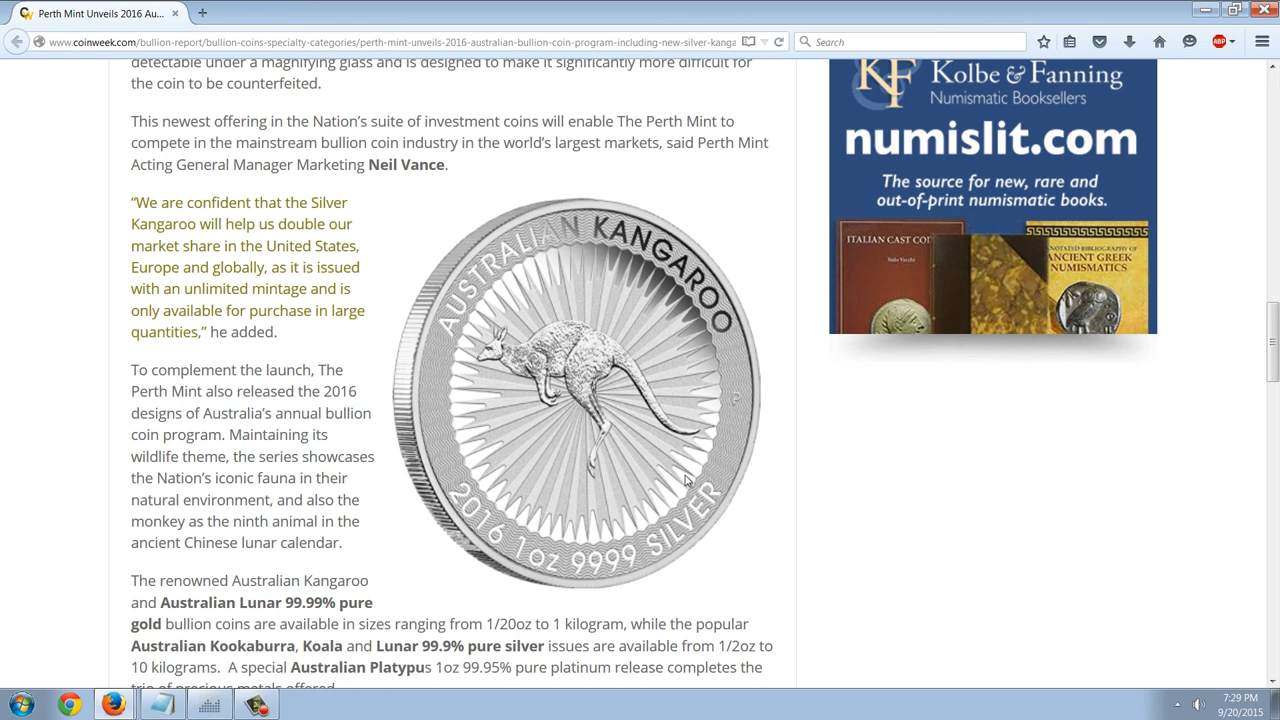 Perth Mint Unveils 2016 Au...
www.coinweek.com/bullion-report/bullion-coins-specialty-categories/perth-mint-unveils-2016-australian-bullion-coin-program-including-new-silver-kanga
Search
ABP
detectable under a magnifying glass and is designed to make it significantly more difficult for
the coin to be counterfeited.
This newest offering in the Nation's suite of investment coins will enable The Perth Mint to
compete in the mainstream bullion coin industry in the world's largest markets, said Perth Mint
Acting General Manager Marketing Neil Vance.
“We are confident that the Silver
Kangaroo will help us double our
market share in the United States,
Europe and globally, as it is issued
with an unlimited mintage and is
only available for purchase in large
quantities,” he added.
To complement the launch, The
Perth Mint also released the 2016
designs of Australia's annual bullion
coin program. Maintaining its
wildlife theme, the series showcases
the Nation's iconic fauna in their
natural environment, and also the
monkey as the ninth animal in the
ancient Chinese lunar calendar.
The renowned Australian Kangaroo
and Australian Lunar 99.99% pure
gold bullion coins are available in sizes ranging from 1/20oz to 1 kilogram, while the popular
Australian Kookaburra, Koala and Lunar 99.9% pure silver issues are available from 1/2oz to
10 kilograms. A special Australian Platypus 1oz 99.95% pure platinum release completes the
trio of precious metals offered
AUSTRALIAN KANGAROO
P
2016 1oz 9999 SILVER
KF
Kolbe & Fanning
Numismatic Booksellers
numislit.com
The source for new, rare and
out-of-print numismatic books.
ITALIAN CAST COI
ANCIENT GREEK
NUMISMATICS
7:29 PM
9/20/2015